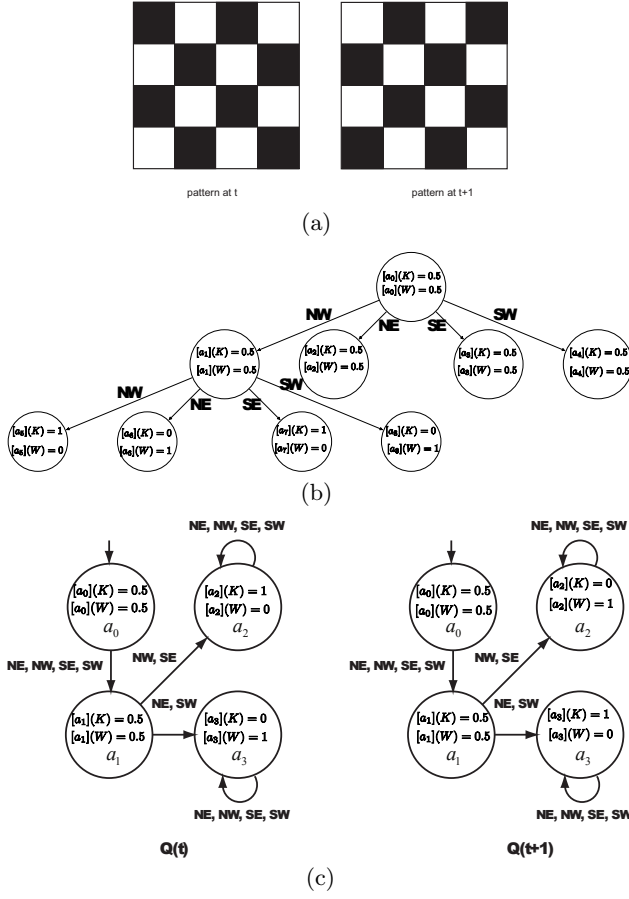 pattern at t
pattern at t+1
(a)
[a₀](K) = 0.5
[a₀](W) = 0.5
NW
NE
SE
SW
[a₁](K) = 0.5
[a₁](W) = 0.5
[a₂](K) = 0.5
[a₂](W) = 0.5
[a₃](K) = 0.5
[a₃](W) = 0.5
[a₄](K) = 0.5
[a₄](W) = 0.5
NW
NE
SE
SW
[a₅](K) = 1
[a₅](W) = 0
[a₆](K) = 0
[a₆](W) = 1
[a₇](K) = 1
[a₇](W) = 0
[a₈](K) = 0
[a₈](W) = 1
(b)
NE, NW, SE, SW
[a₀](K) = 0.5
[a₀](W) = 0.5
a₀
[a₂](K) = 1
[a₂](W) = 0
a₂
NE, NW, SE, SW
NW, SE
NE, SW
[a₁](K) = 0.5
[a₁](W) = 0.5
a₁
[a₃](K) = 0
[a₃](W) = 1
a₃
NE, NW, SE, SW
Q(t)
NE, NW, SE, SW
[a₀](K) = 0.5
[a₀](W) = 0.5
a₀
[a₂](K) = 0
[a₂](W) = 1
a₂
NE, NW, SE, SW
NW, SE
NE, SW
[a₁](K) = 0.5
[a₁](W) = 0.5
a₁
[a₃](K) = 1
[a₃](W) = 0
a₃
NE, NW, SE, SW
Q(t+1)
(c)